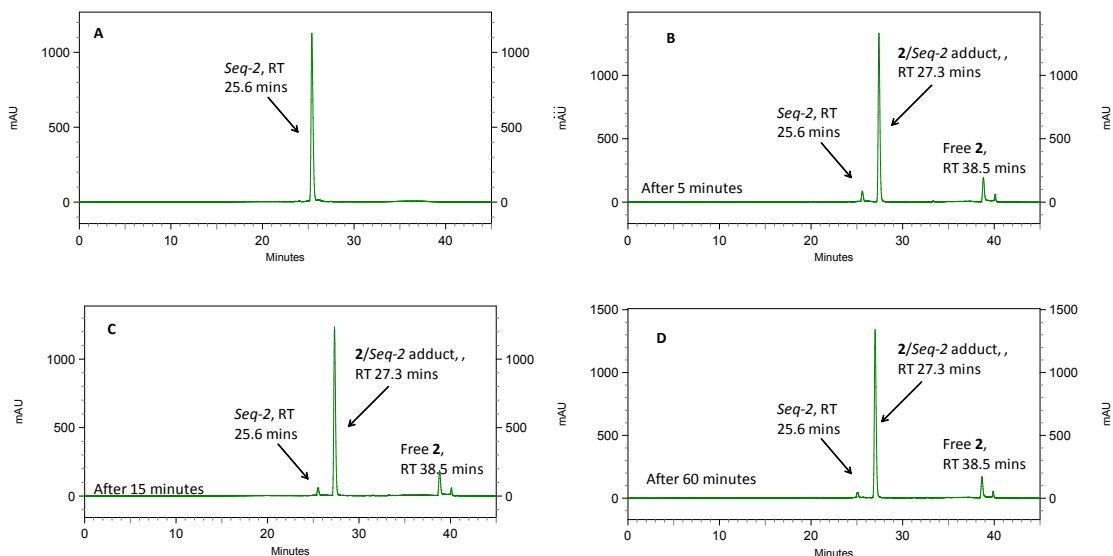 A
1000
1000
Seq-2, RT
25.6 mins
mAU
mAU
500
500
0
0
0
10
20
30
40
Minutes
B
2/Seq-2 adduct, ,
RT 27.3 mins
1000
1000
Seq-2, RT
25.6 mins
mAU
mAU
500
500
Free 2,
RT 38.5 mins
After 5 minutes
0
0
0
10
20
30
40
Minutes
C
2/Seq-2 adduct, ,
RT 27.3 mins
1000
1000
Seq-2, RT
25.6 mins
mAU
mAU
500
500
Free 2,
RT 38.5 mins
After 15 minutes
0
0
0
10
20
30
40
Minutes
1500
1500
D
2/Seq-2 adduct, ,
RT 27.3 mins
1000
1000
Seq-2, RT
25.6 mins
mAU
mAU
500
500
Free 2,
RT 38.5 mins
After 60 minutes
0
0
0
10
20
30
40
Minutes